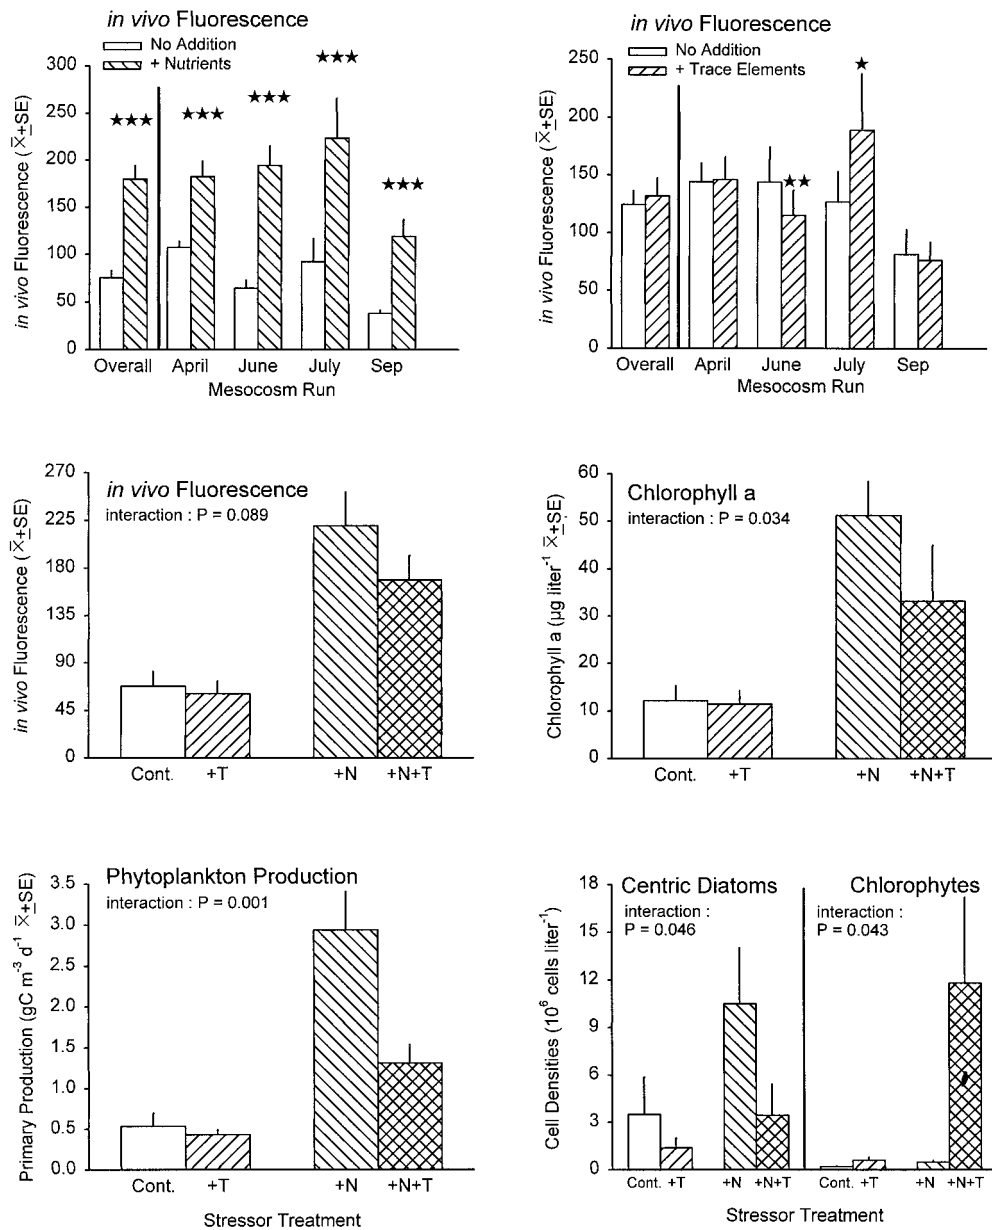 in vivo Fluorescence
No Addition
+ Nutrients
★★★ ★★★ ★★★ ★★★ ★★★
in vivo Fluorescence (X̅±SE)
300
250
200
150
100
50
0
Overall April June July Sep
Mesocosm Run
in vivo Fluorescence
No Addition
+ Trace Elements
★★ ★
in vivo Fluorescence (X̅±SE)
250
200
150
100
50
0
Overall April June July Sep
Mesocosm Run
in vivo Fluorescence
interaction : P = 0.089
in vivo Fluorescence (X̅±SE)
270
225
180
135
90
45
0
Cont. +T +N +N+T
Chlorophyll a
interaction : P = 0.034
Chlorophyll a (µg liter⁻¹ X̅±SE)
60
50
40
30
20
10
0
Cont. +T +N +N+T
Phytoplankton Production
interaction : P = 0.001
Primary Production (gC m⁻³ d⁻¹ X̅±SE)
3.5
3.0
2.5
2.0
1.5
1.0
0.5
0.0
Cont. +T +N +N+T
Stressor Treatment
Centric Diatoms
interaction :
P = 0.046
Chlorophytes
interaction :
P = 0.043
Cell Densities (10⁶ cells liter⁻¹)
18
15
12
9
6
3
0
Cont. +T +N +N+T Cont. +T +N +N+T
Stressor Treatment